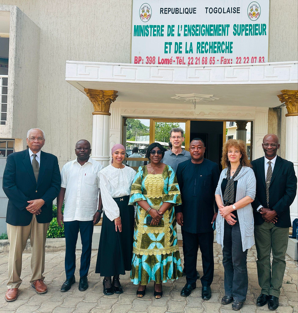 REPUBLIQUE TOGOLAISE
MINISTERE DE L'ENSEIGNEMENT SUPERIEUR
ET DE LA RECHERCHE
BP: 398 Lomé-Tél. 22 21 68 65 -Fax: 22 22 07 83